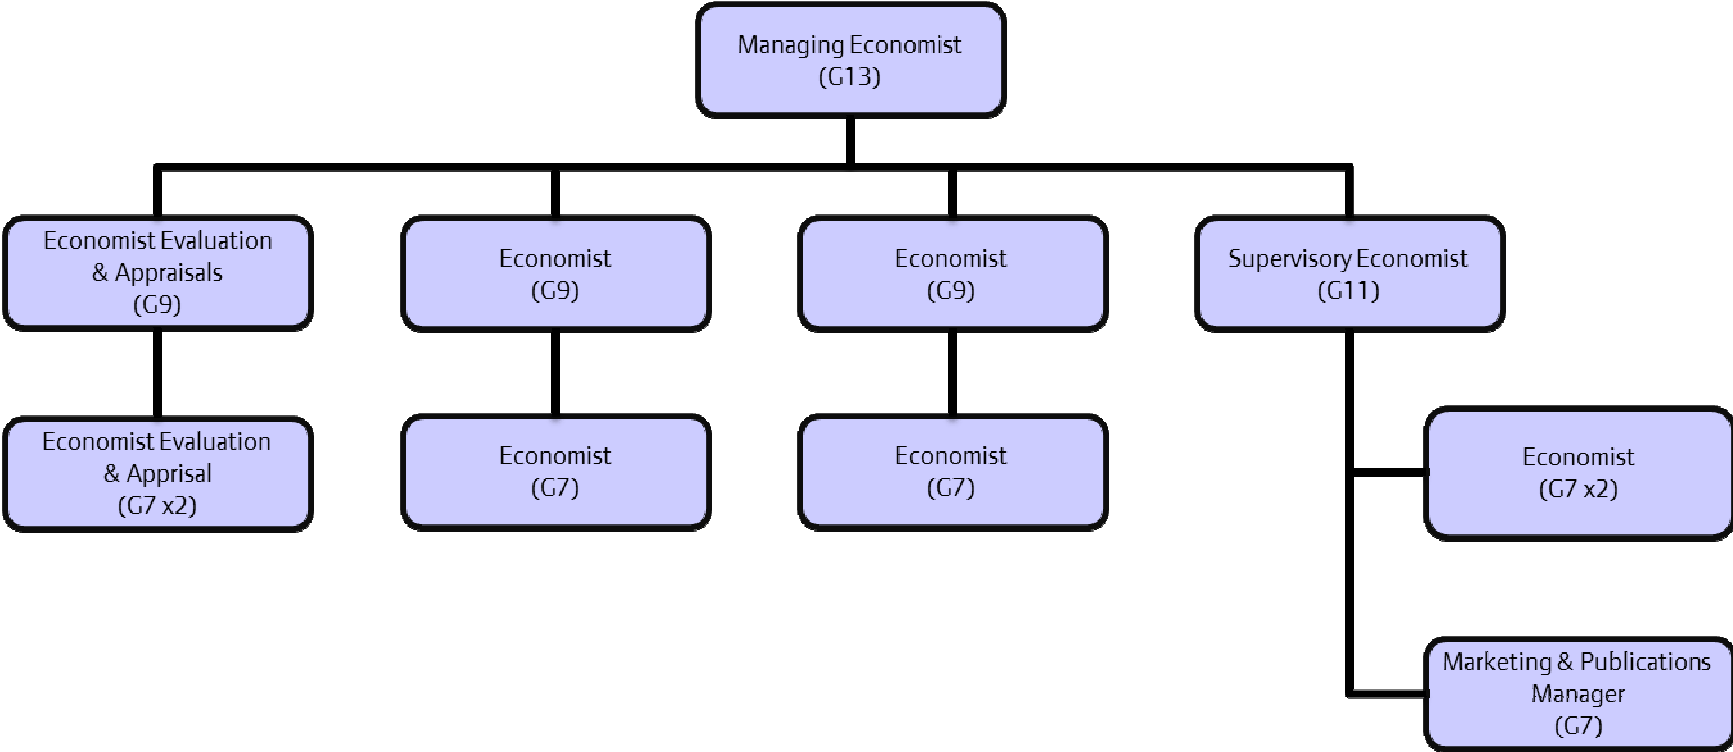 Managing Economist
(G13)
Economist Evaluation
& Appraisals
(G9)
Economist
(G9)
Economist
(G9)
Supervisory Economist
(G11)
Economist Evaluation
& Apprisal
(G7 x2)
Economist
(G7)
Economist
(G7)
Economist
(G7 x2)
Marketing & Publications
Manager
(G7)